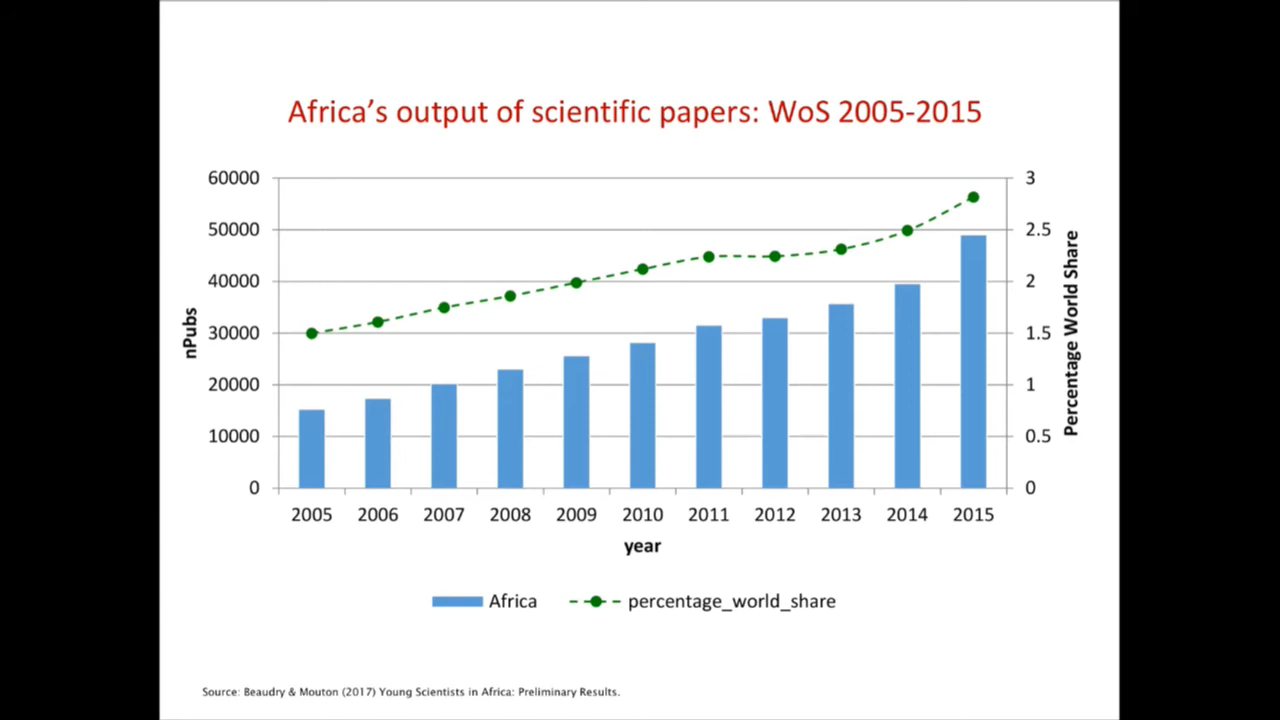 Africa’s output of scientific papers: WoS 2005-2015
60000
50000
40000
30000
20000
10000
0
nPubs
3
2.5
2
1.5
1
0.5
0
Percentage World Share
2005 2006 2007 2008 2009 2010 2011 2012 2013 2014 2015
year
Africa percentage_world_share
Source: Beaudry & Mouton (2017) Young Scientists in Africa: Preliminary Results.